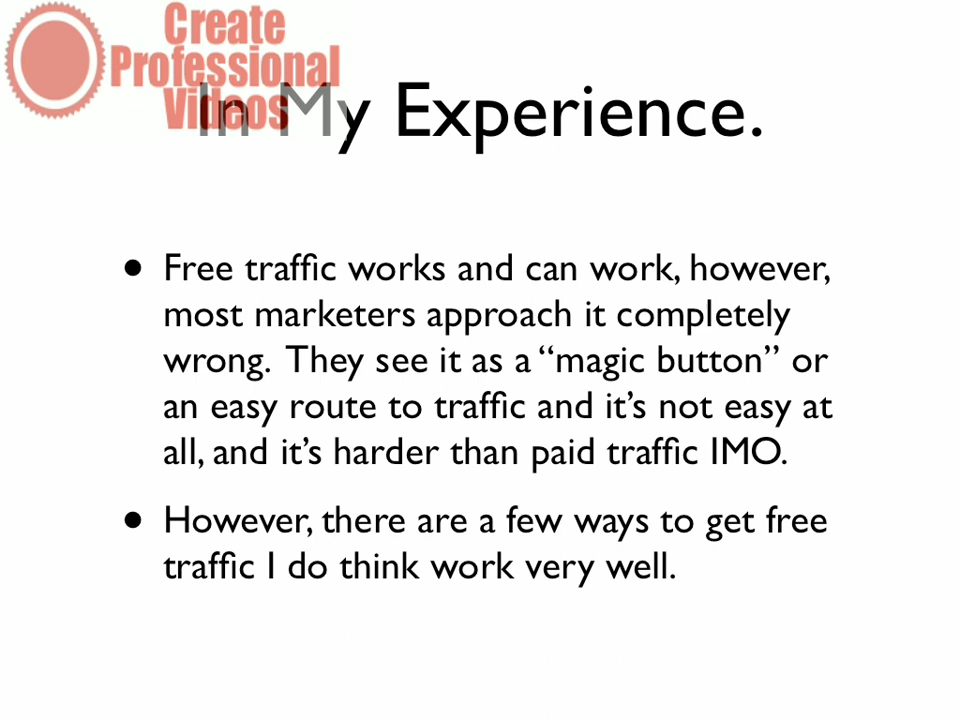 Create
Professional
Videos
In My Experience.
• Free traffic works and can work, however,
most marketers approach it completely
wrong.  They see it as a “magic button” or
an easy route to traffic and it’s not easy at
all, and it’s harder than paid traffic IMO.
• However, there are a few ways to get free
traffic I do think work very well.